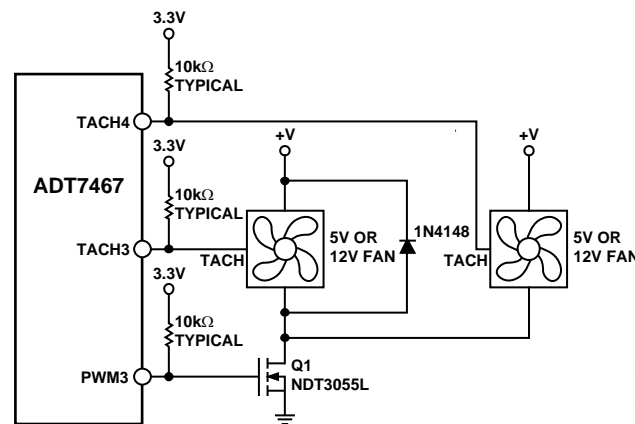 3.3V
10kΩ
TYPICAL
TACH4
3.3V
+V
+V
ADT7467
10kΩ
TYPICAL
1N4148
5V OR
12V FAN
5V OR
12V FAN
TACH3
TACH
TACH
3.3V
10kΩ
TYPICAL
Q1
NDT3055L
PWM3